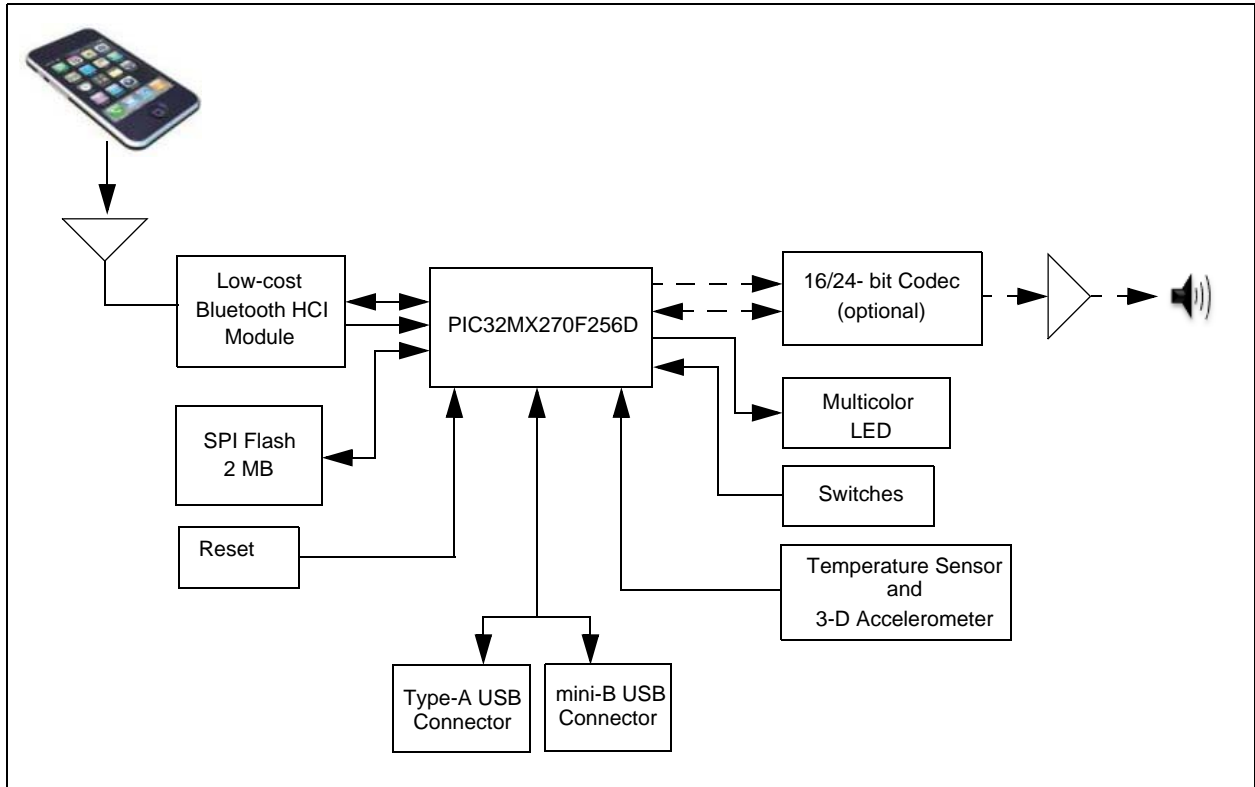 Low-cost
Bluetooth HCI
Module
PIC32MX270F256D
16/24- bit Codec
(optional)
SPI Flash
2 MB
Multicolor
LED
Switches
Reset
Temperature Sensor
and
3-D Accelerometer
Type-A USB
Connector
mini-B USB
Connector